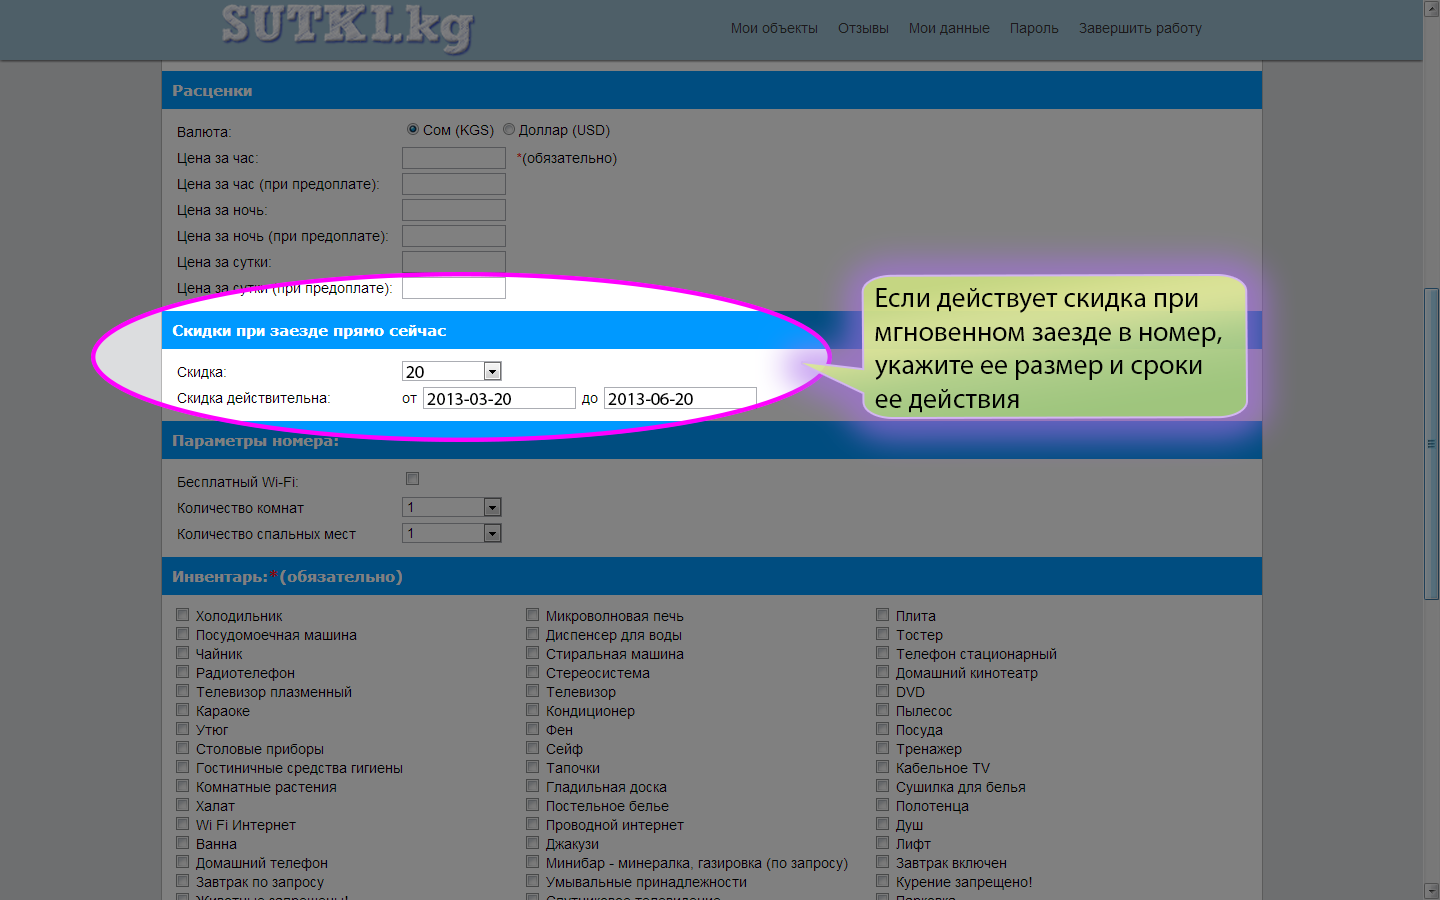 SUTKI.kg
Мои объекты Отзывы Мои данные Пароль Завершить работу
Расценки
Валюта: Сом (KGS) Доллар (USD)
Цена за час: *(обязательно)
Цена за час (при предоплате):
Цена за ночь:
Цена за ночь (при предоплате):
Цена за сутки:
Цена за сутки (при предоплате):
Если действует скидка при
мгновенном заезде в номер,
укажите ее размер и сроки
ее действия
Скидки при заезде прямо сейчас
Скидка: 20
Скидка действительна: от 2013-03-20 до 2013-06-20
Параметры номера:
Бесплатный Wi-Fi:
Количество комнат 1
Количество спальных мест 1
Инвентарь:*(обязательно)
Холодильник Микроволновая печь Плита
Посудомоечная машина Диспенсер для воды Тостер
Чайник Стиральная машина Телефон стационарный
Радиотелефон Стереосистема Домашний кинотеатр
Телевизор плазменный Телевизор DVD
Караоке Кондиционер Пылесос
Утюг Фен Посуда
Столовые приборы Сейф Тренажер
Гостиничные средства гигиены Тапочки Кабельное TV
Комнатные растения Гладильная доска Сушилка для белья
Халат Постельное белье Полотенца
Wi Fi Интернет Проводной интернет Душ
Ванна Джакузи Лифт
Домашний телефон Минибар - минералка, газировка (по запросу) Завтрак включен
Завтрак по запросу Умывальные принадлежности Курение запрещено!
Животные запрещены! Спутниковое телевидение Парковка